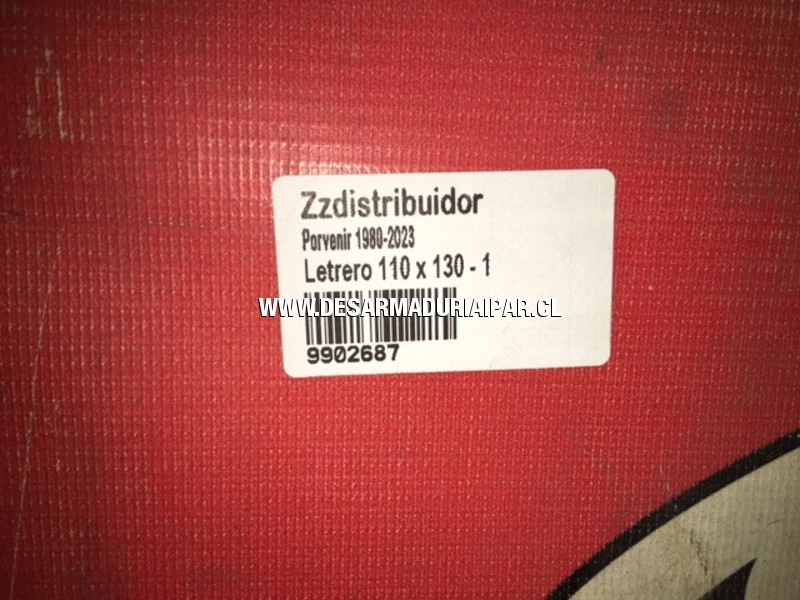 Zzdistribuidor
Porvenir 1980-2023
Letrero 110 x 130 - 1
WWW.DESARMADURIAIPAR.CL
9902687